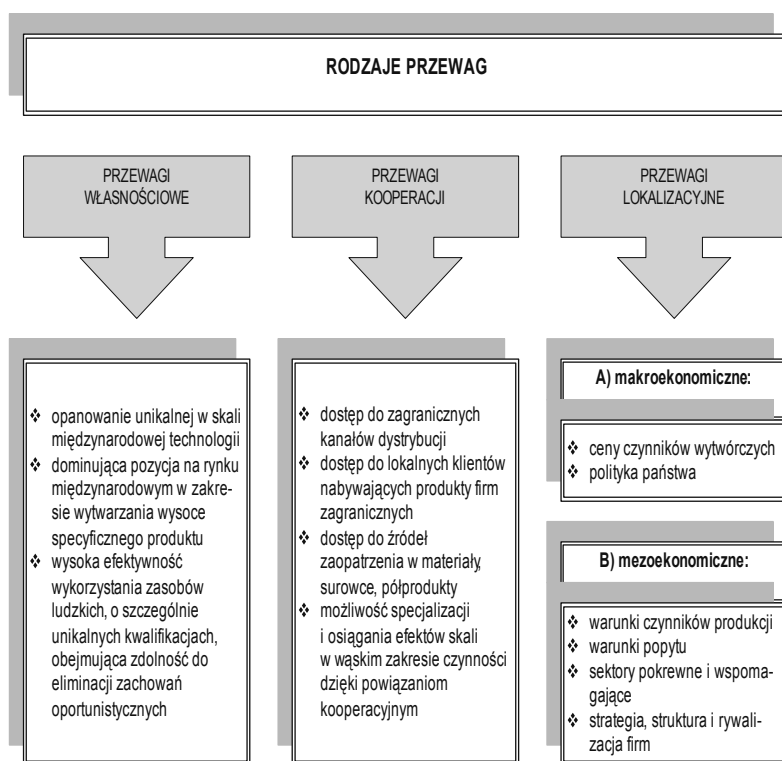 RODZAJE PRZEWAG
PRZEWAGI
WŁASNOŚCIOWE
❖ opanowanie unikalnej w skali
międzynarodowej technologii
❖ dominująca pozycja na rynku
międzynarodowym w zakre-
sie wytwarzania wysoce
specyficznego produktu
❖ wysoka efektywność
wykorzystania zasobów
ludzkich, o szczególnie
unikalnych kwalifikacjach,
obejmująca zdolność do
eliminacji zachowań
oportunistycznych
PRZEWAGI
KOOPERACJI
❖ dostęp do zagranicznych
kanałów dystrybucji
❖ dostęp do lokalnych klientów
nabywających produkty firm
zagranicznych
❖ dostęp do źródeł
zaopatrzenia w materiały,
surowce, półprodukty
❖ możliwość specjalizacji
i osiągania efektów skali
w wąskim zakresie czynności
dzięki powiązaniom
kooperacyjnym
PRZEWAGI
LOKALIZACYJNE
A) makroekonomiczne:
❖ ceny czynników wytwórczych
❖ polityka państwa
B) mezoekonomiczne:
❖ warunki czynników produkcji
❖ warunki popytu
❖ sektory pokrewne i wspoma-
gające
❖ strategia, struktura i rywali-
zacja firm